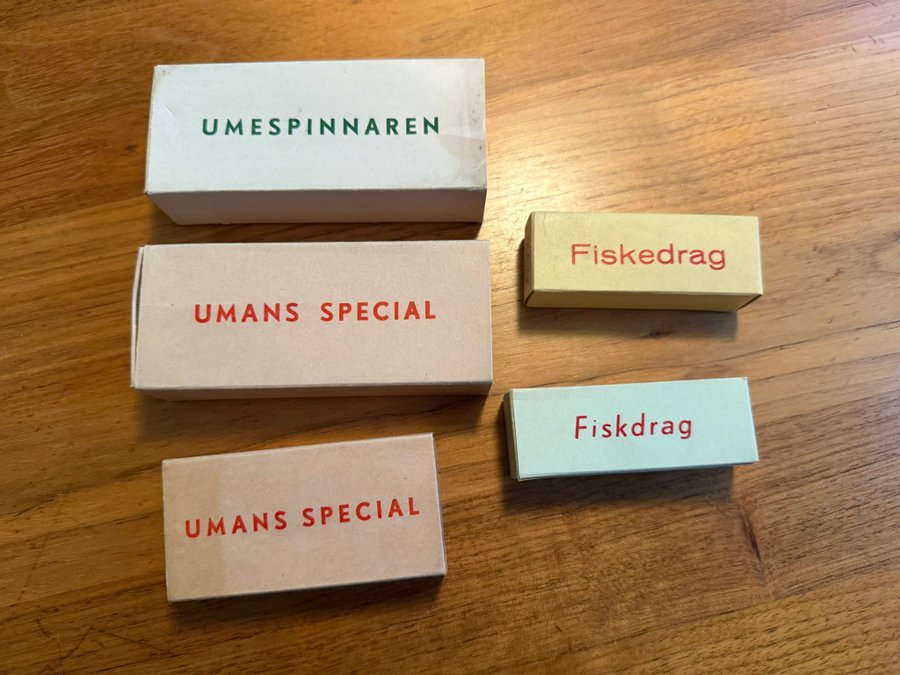 UMESPINNAREN
UMANS SPECIAL
UMANS SPECIAL
Fiskedrag
Fiskdrag